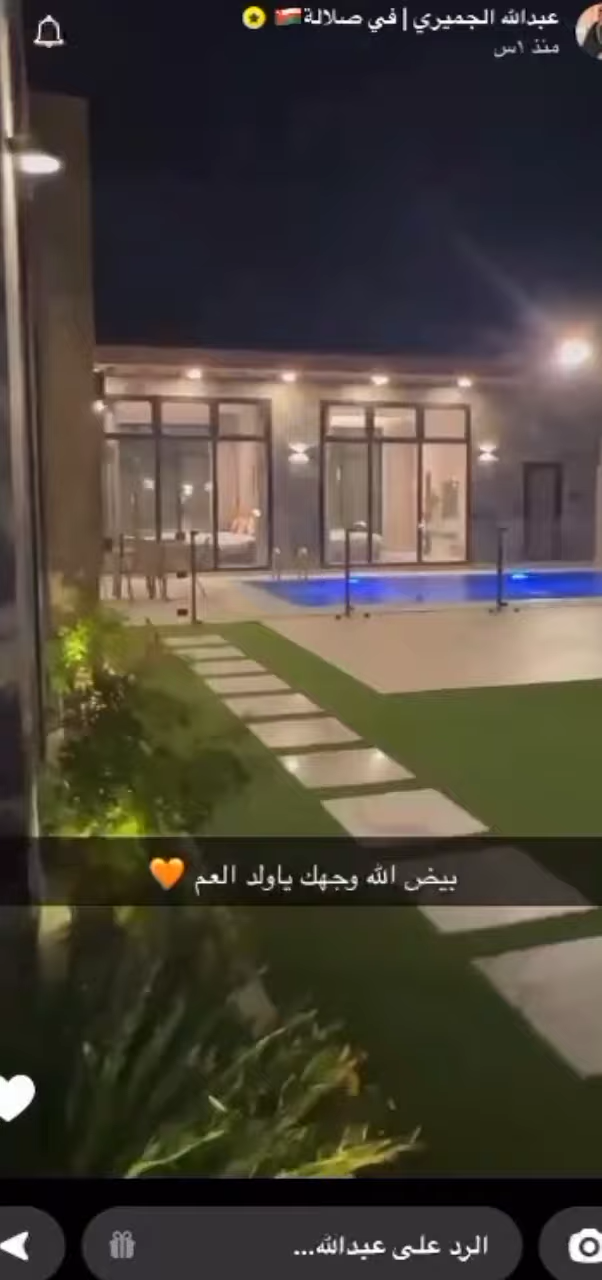 عبدالله الجميري | في صلالة🇴🇲
منذ ١س
بيض الله وجهك ياولد العم 🧡
الرد على عبدالله...